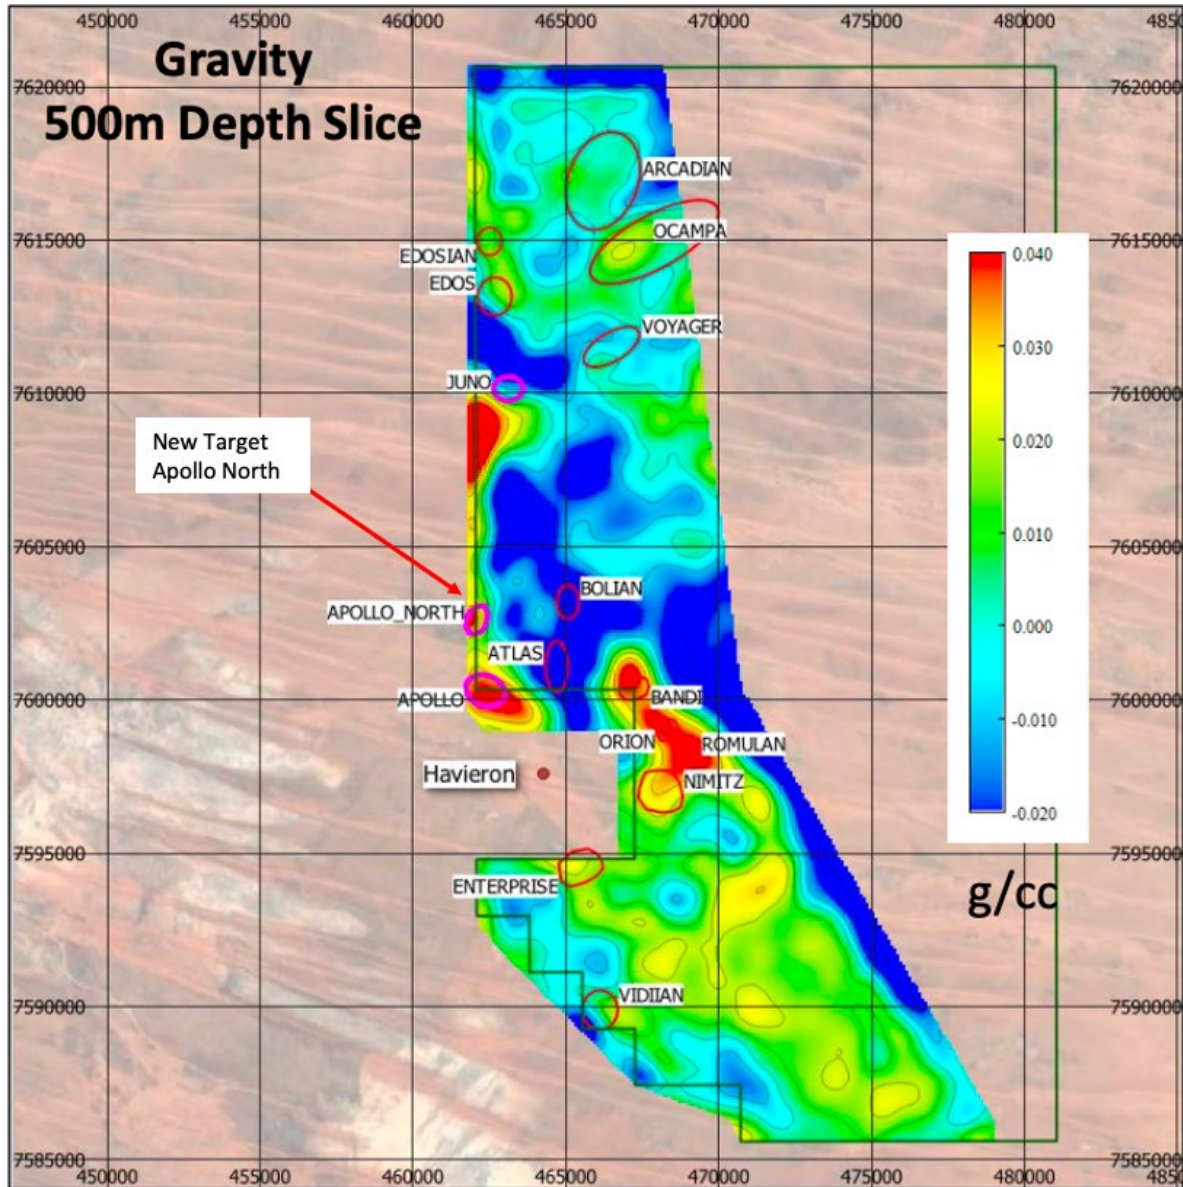 450000 455000 460000 465000 470000 475000 480000 485
Gravity
500m Depth Slice
7620000 7620000
ARCADIAN
OCAMPA
7615000 7615000
EDOSIAN
EDOS
VOYAGER
JUNO
7610000 7610000
New Target
Apollo North
7605000 7605000
BOLIAN
APOLLO_NORTH
ATLAS
APOLLO
BANDI
7600000 7600000
ORION
ROMULAN
Havieron
NIMITZ
7595000 7595000
ENTERPRISE
VIDIIAN
7590000 7590000
7585000 7585000
450000 455000 460000 465000 470000 475000 480000 485
0.040
0.030
0.020
0.010
0.000
-0.010
-0.020
g/cc